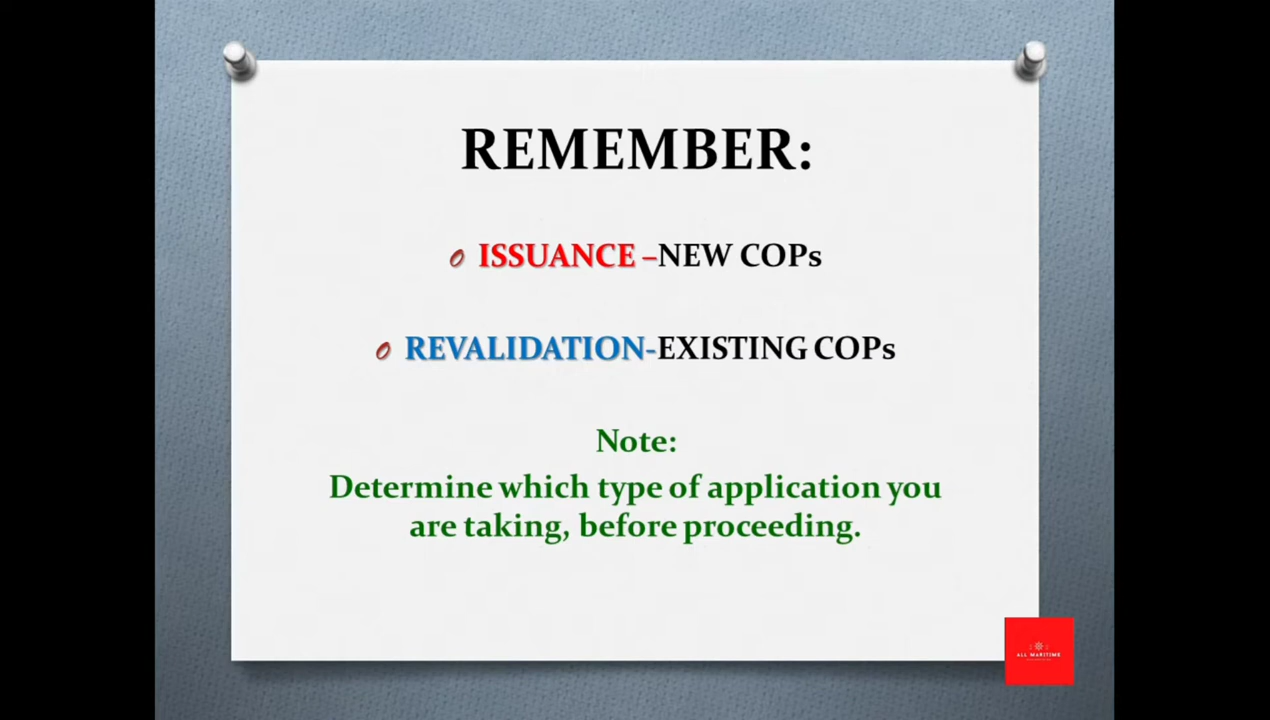 REMEMBER:
ISSUANCE –NEW COPs
REVALIDATION-EXISTING COPs
Note:
Determine which type of application you
are taking, before proceeding.
ALL MARITIME